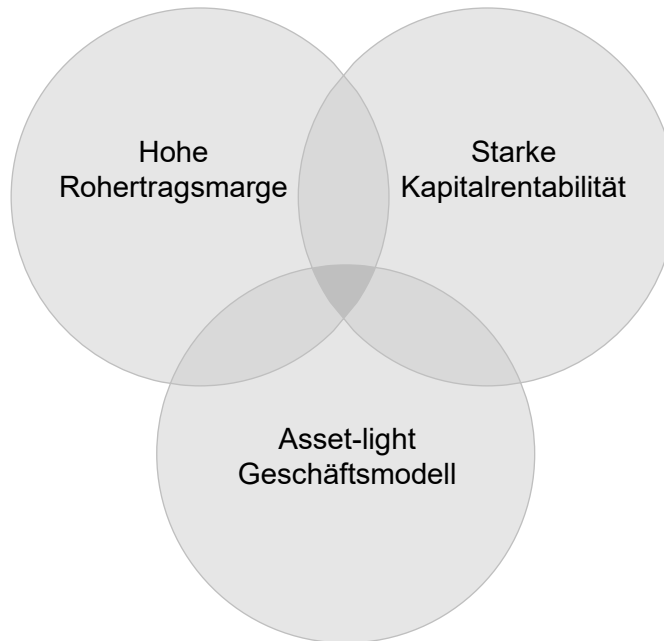 Hohe
Rohertragsmarge
Starke
Kapitalrentabilität
Asset-light
Geschäftsmodell